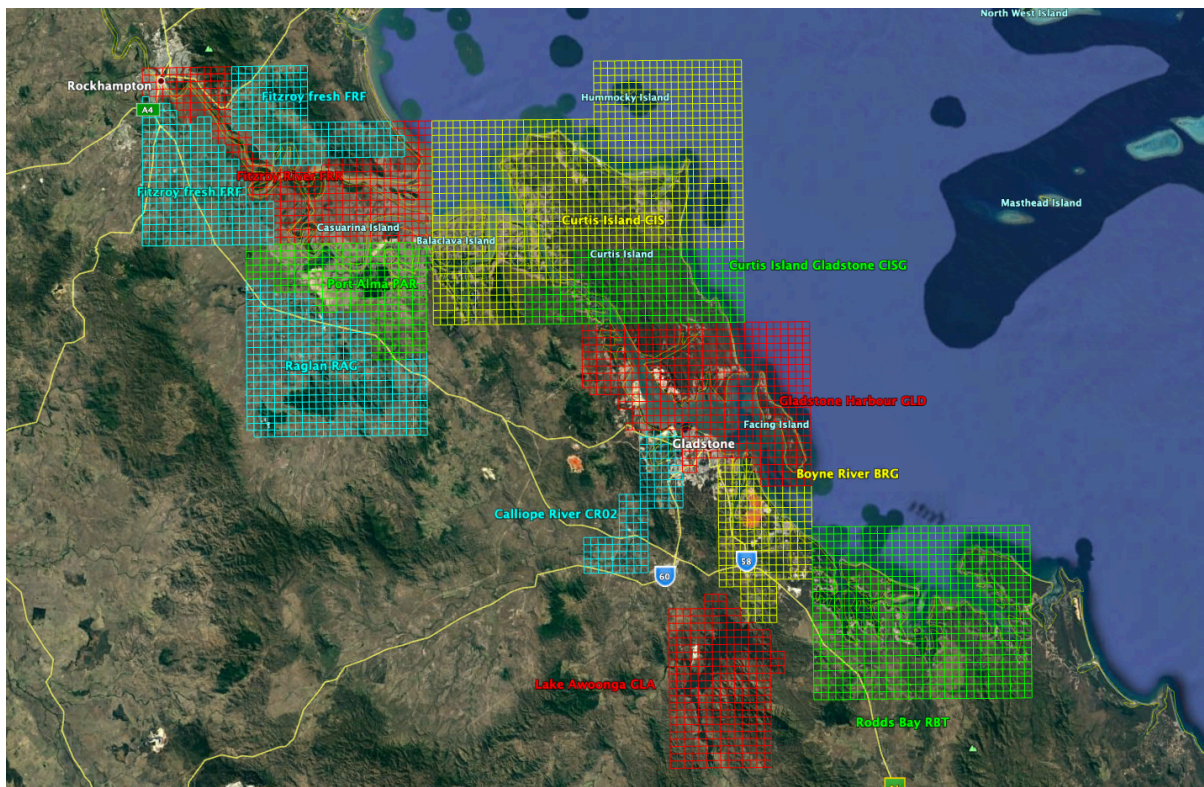 North West Island
Rockhampton
Fitzroy fresh FRF
Hummocky Island
A4
Fitzroy River FRR
Fitzroy fresh FRF
Masthead Island
Curtis Island CIS
Casuarina Island
Balaclava Island
Curtis Island
Curtis Island Gladstone CISG
Port Alma PAR
Raglan RAG
Gladstone Harbour GLD
Facing Island
Gladstone
Boyne River BRG
Calliope River CR02
58
60
Lake Awoonga GLA
Rodds Bay RBT